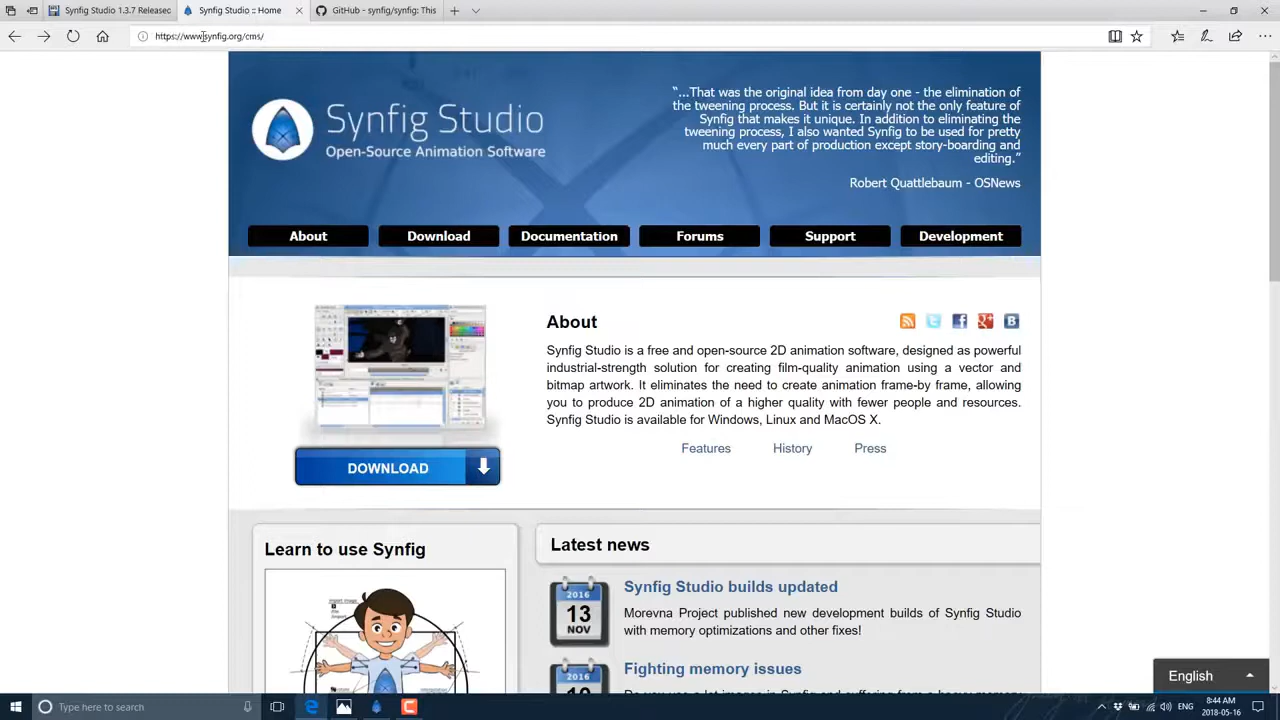 Synfig Studio 1.3.7 Released
Synfig Studio :: Home
GitHub - synfig/synfig: This
https://www.synfig.org/cms/
Synfig Studio
Open-Source Animation Software
“...That was the original idea from day one - the elimination of
the tweening process. But it is certainly not the only feature of
Synfig that makes it unique. In addition to eliminating the
tweening process, I also wanted Synfig to be used for pretty
much every part of production except story-boarding and
editing.”
Robert Quattlebaum - OSNews
About
Download
Documentation
Forums
Support
Development
About
Synfig Studio is a free and open-source 2D animation software, designed as powerful
industrial-strength solution for creating film-quality animation using a vector and
bitmap artwork. It eliminates the need to create animation frame-by frame, allowing
you to produce 2D animation of a higher quality with fewer people and resources.
Synfig Studio is available for Windows, Linux and MacOS X.
Features
History
Press
DOWNLOAD
Learn to use Synfig
Latest news
2016
13
NOV
Synfig Studio builds updated
Morevna Project published new development builds of Synfig Studio
with memory optimizations and other fixes!
2016
Fighting memory issues
English
Type here to search
ENG
8:44 AM
2018-05-16